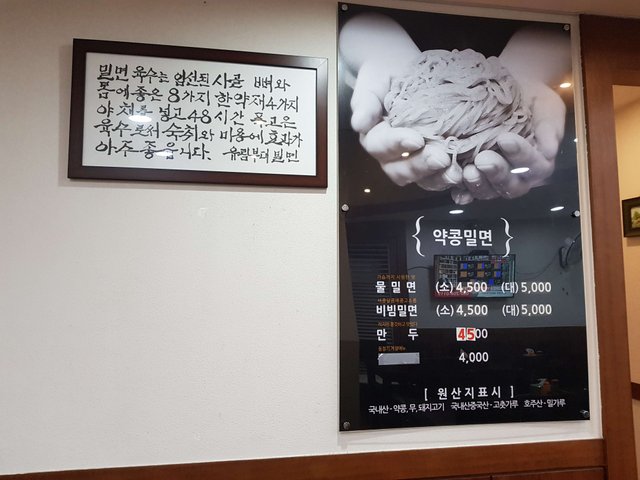 밀면 육수는 엄선된 사골 뼈와
몸에 좋은 8가지 한약재 4가지
야채를 넣고 48시간 고은
육수로써 숙취와 미용에 효과가
아주 좋읍니다. 유림부대밀면
{약콩밀면}
물밀면 (소)4,500 (대)5,000
비빔밀면 (소)4,500 (대)5,000
만두 4500
4,000
[ 원산지표시 ]
국내산-약콩,무,돼지고기 국내산중국산-고춧가루 호주산-밀가루